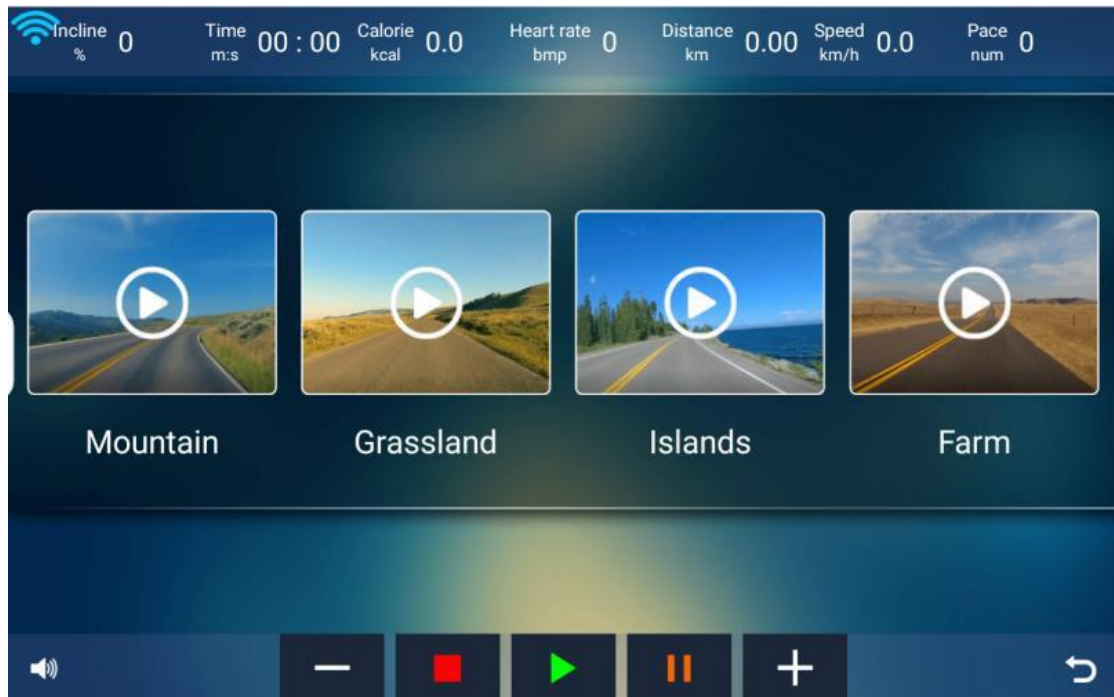 Incline % 0
Time m:s 00 : 00
Calorie kcal 0.0
Heart rate bmp 0
Distance km 0.00
Speed km/h 0.0
Pace num 0
Mountain
Grassland
Islands
Farm